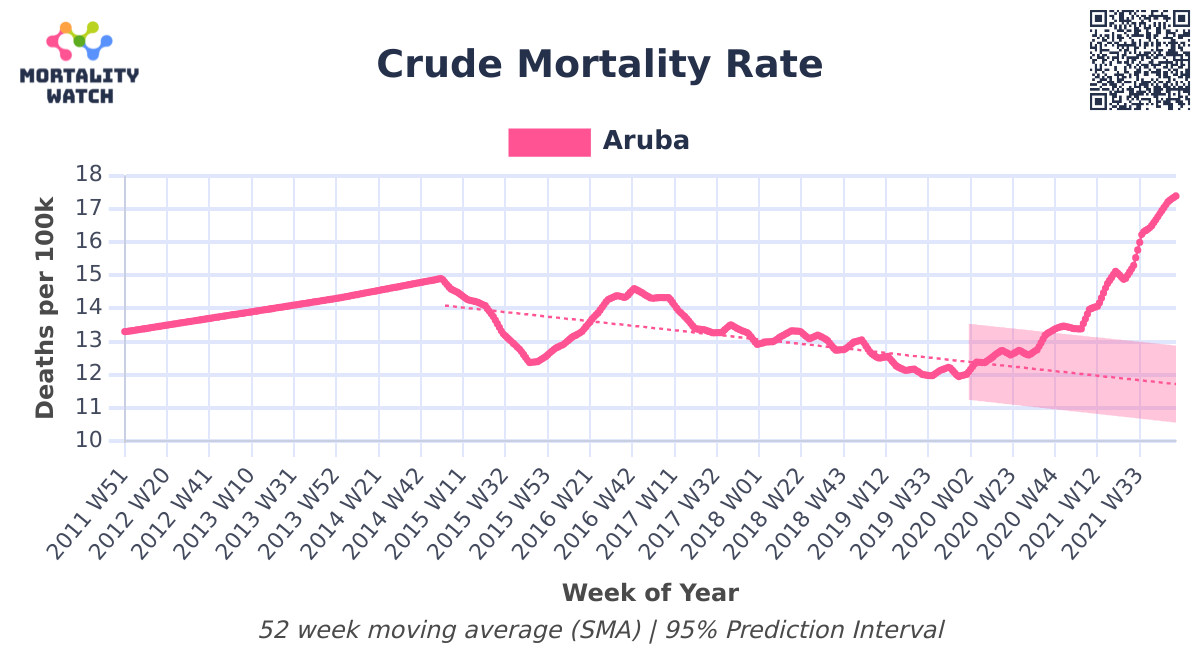 MORTALITY
WATCH
Crude Mortality Rate
Aruba
Deaths per 100k
18
17
16
15
14
13
12
11
10
2011 W51
2012 W20
2012 W41
2013 W10
2013 W31
2013 W52
2014 W21
2014 W42
2015 W11
2015 W32
2015 W53
2016 W21
2016 W42
2017 W11
2017 W32
2018 W01
2018 W22
2018 W43
2019 W12
2019 W33
2020 W02
2020 W23
2020 W44
2021 W12
2021 W33
Week of Year
52 week moving average (SMA) | 95% Prediction Interval